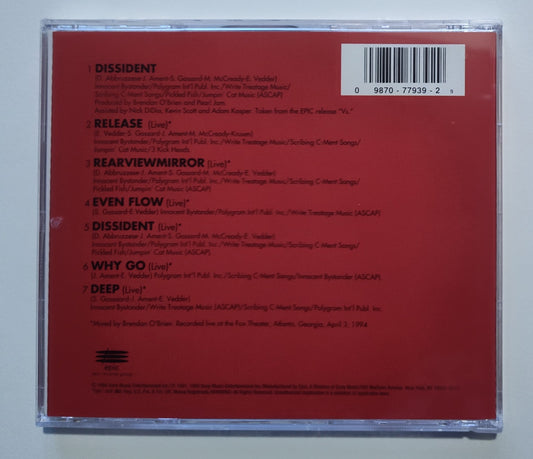 1 DISSIDENT
(D. Abbruzzese-J. Ament-S. Gossard-M. McCready-E. Vedder)
Innocent Bystander/Polygram Int'l Publ. Inc./Write Treatage Music/
Scribing C-Ment Songs/Pickled Fish/Jumpin' Cat Music (ASCAP)
Produced by Brendan O'Brien and Pearl Jam.
Assisted by Nick DiDia, Kevin Scott and Adam Kasper. Taken from the EPIC release "Vs."
2 RELEASE (Live)*
(E. Vedder-S. Gossard-J. Ament-M. McCready-Krusen)
Innocent Bystander/Polygram Int'l Publ. Inc./Write Treatage Music/Scribing C-Ment Songs/
Jumpin' Cat Music/3 Kick Heads.
3 REARVIEWMIRROR (Live)*
(D. Abbruzzese-J. Ament-S. Gossard-M. McCready-E. Vedder)
Innocent Bystander/Polygram Int'l Publ. Inc./Write Treatage Music/Scribing C-Ment Songs/
Pickled Fish/Jumpin' Cat Music (ASCAP)
4 EVEN FLOW (Live)*
(S. Gossard-E. Vedder) Innocent Bystander/Polygram Int'l Publ. Inc./Write Treatage Music (ASCAP)
5 DISSIDENT (Live)*
(D. Abbruzzese-J. Ament-S. Gossard-M. McCready-E. Vedder)
Innocent Bystander/Polygram Int'l Publ. Inc./Write Treatage Music/Scribing C-Ment Songs/
Pickled Fish/Jumpin' Cat Music (ASCAP)
6 WHY GO (Live)*
(J. Ament-E. Vedder) Polygram Int'l Publ. Inc./Scribing C-Ment Songs/Innocent Bystander (ASCAP)
7 DEEP (Live)*
(S. Gossard-J. Ament-E. Vedder)
Innocent Bystander/Write Treatage Music (ASCAP)/Scribing C-Ment Songs/Polygram Int'l Publ. Inc.
*Mixed by Brendan O'Brien. Recorded live at the Fox Theater, Atlanta, Georgia, April 3, 1994
0 9870-77939-2 5
epic